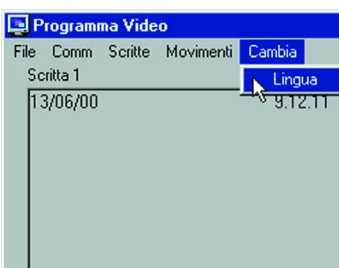 Programma Video
File Comm Scritte Movimenti Cambia
Scritta 1 Lingua
13/06/00 9.12.11